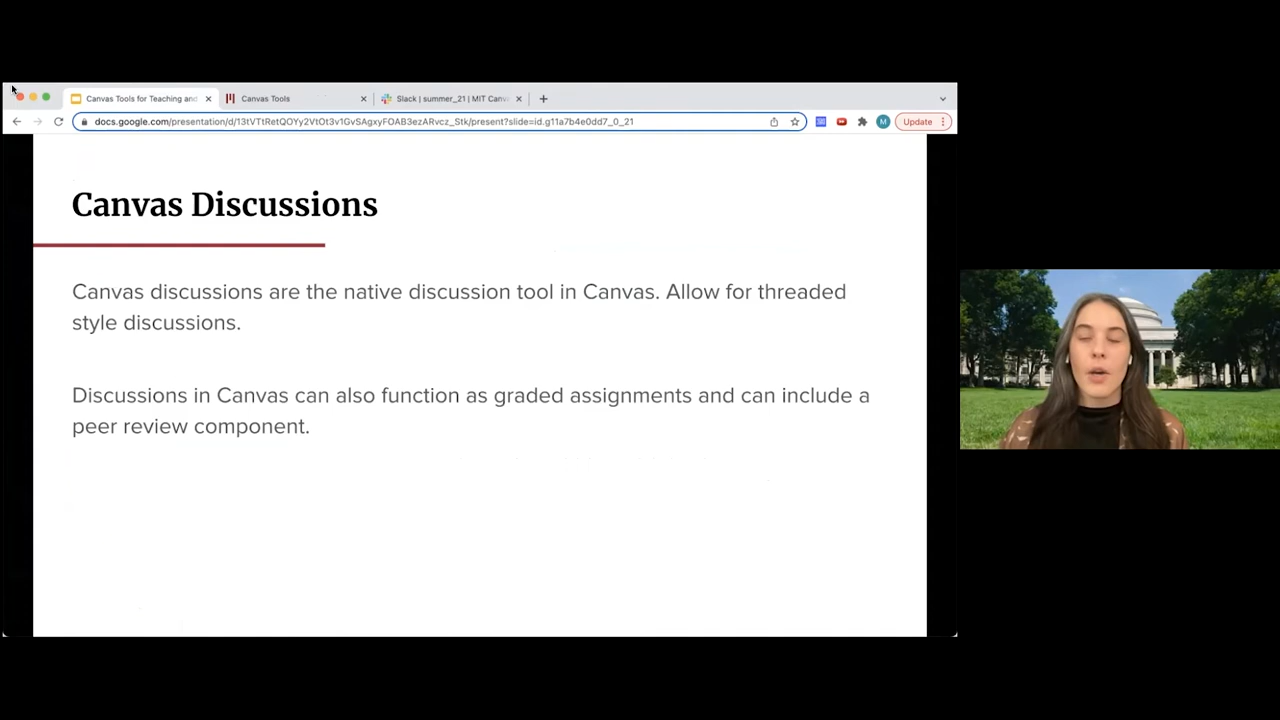 Canvas Tools for Teaching and
Canvas Tools
Slack | summer_21 | MIT Canv
docs.google.com/presentation/d/13tVTtRetQOYy2VtOt3v1GvSAgxyFOAB3ezARvcz_Stk/present?slide=id.g11a7b4e0dd7_0_21
M
Update
Canvas Discussions
Canvas discussions are the native discussion tool in Canvas. Allow for threaded
style discussions.
Discussions in Canvas can also function as graded assignments and can include a
peer review component.